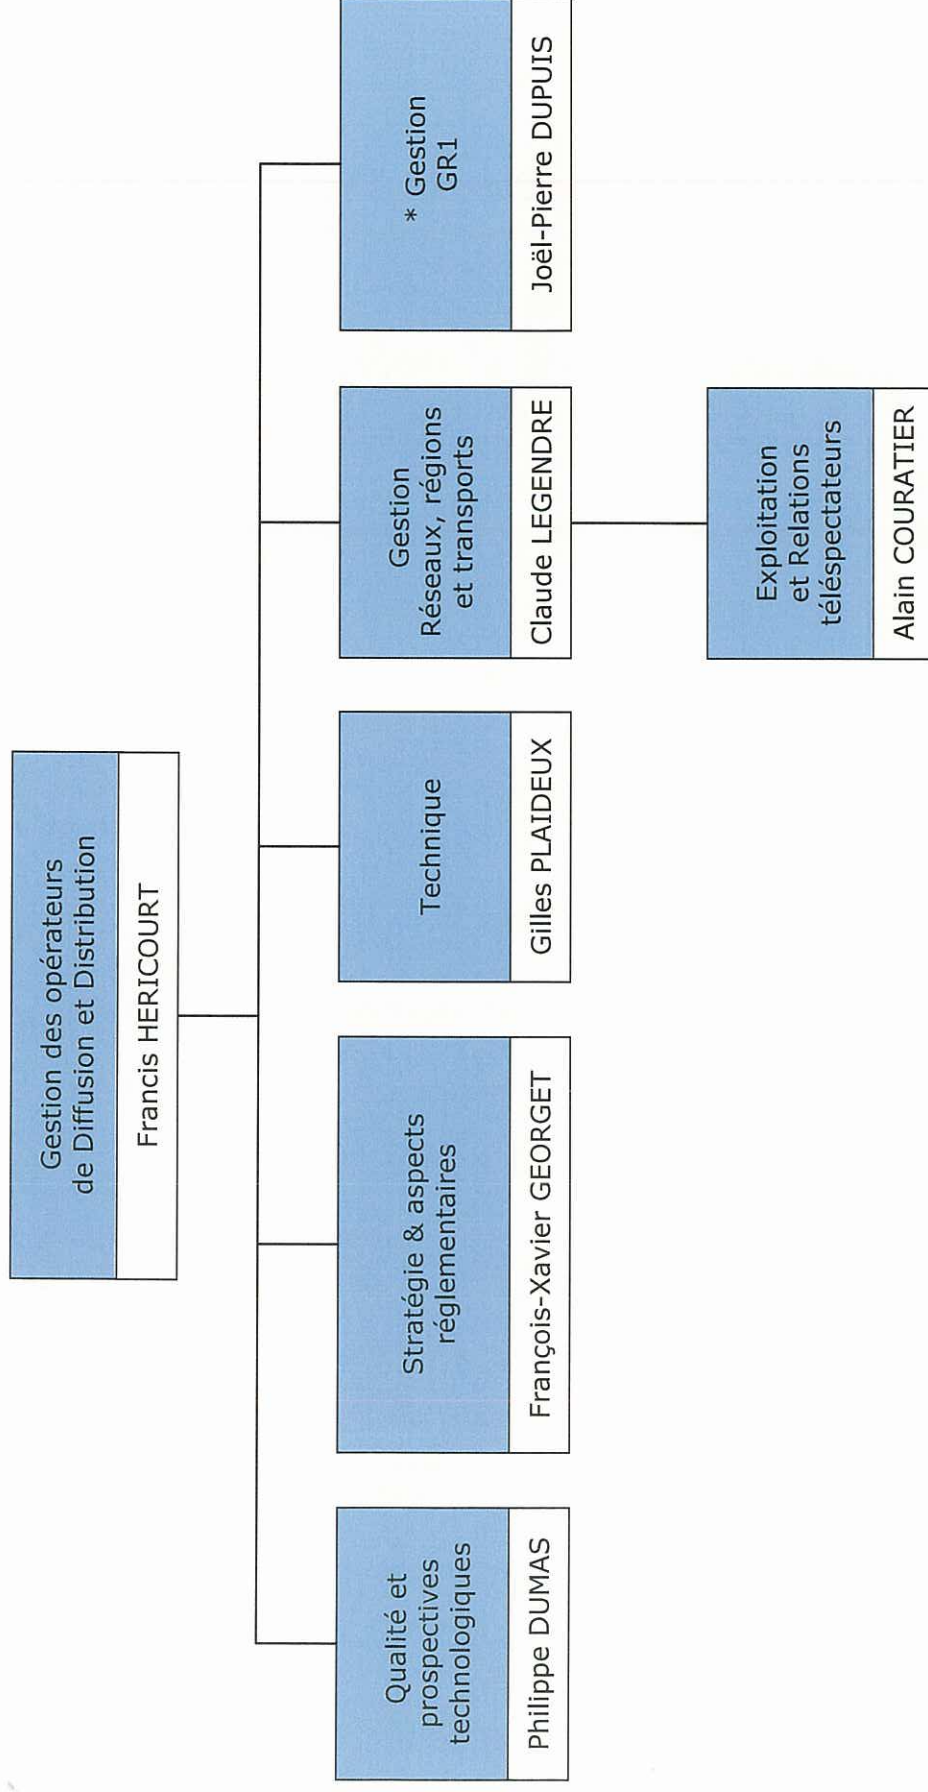 Gestion des opérateurs
de Diffusion et Distribution
Francis HERICOURT
Qualité et
prospectives
technologiques
Philippe DUMAS
Stratégie & aspects
réglementaires
François-Xavier GEORGET
Technique
Gilles PLAIDEUX
Gestion
Réseaux, régions
et transports
Claude LEGENDRE
* Gestion
GR1
Joël-Pierre DUPUIS
Exploitation
et Relations
téléspectateurs
Alain COURATIER